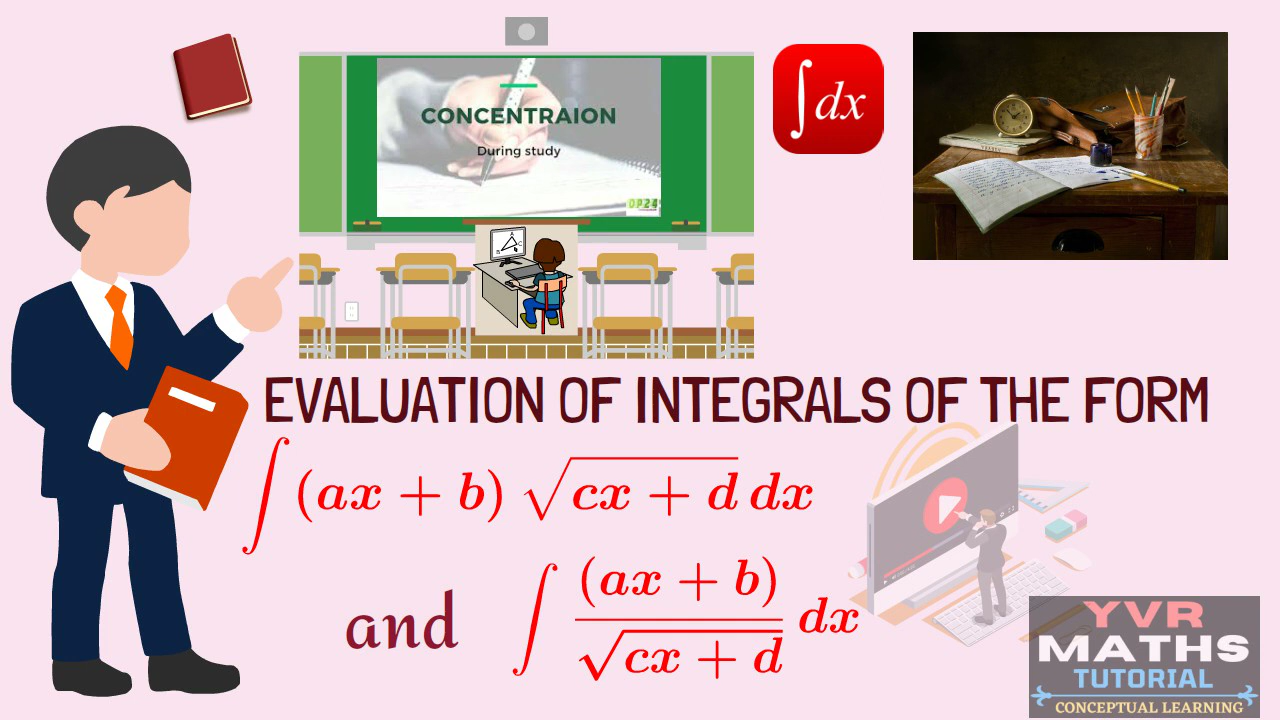 CONCENTRAION
During study
∫dx
EVALUATION OF INTEGRALS OF THE FORM
∫(ax + b) √(cx + d) dx
and ∫ (ax + b)/√(cx + d) dx
YVR
MATHS
TUTORIAL
CONCEPTUAL LEARNING